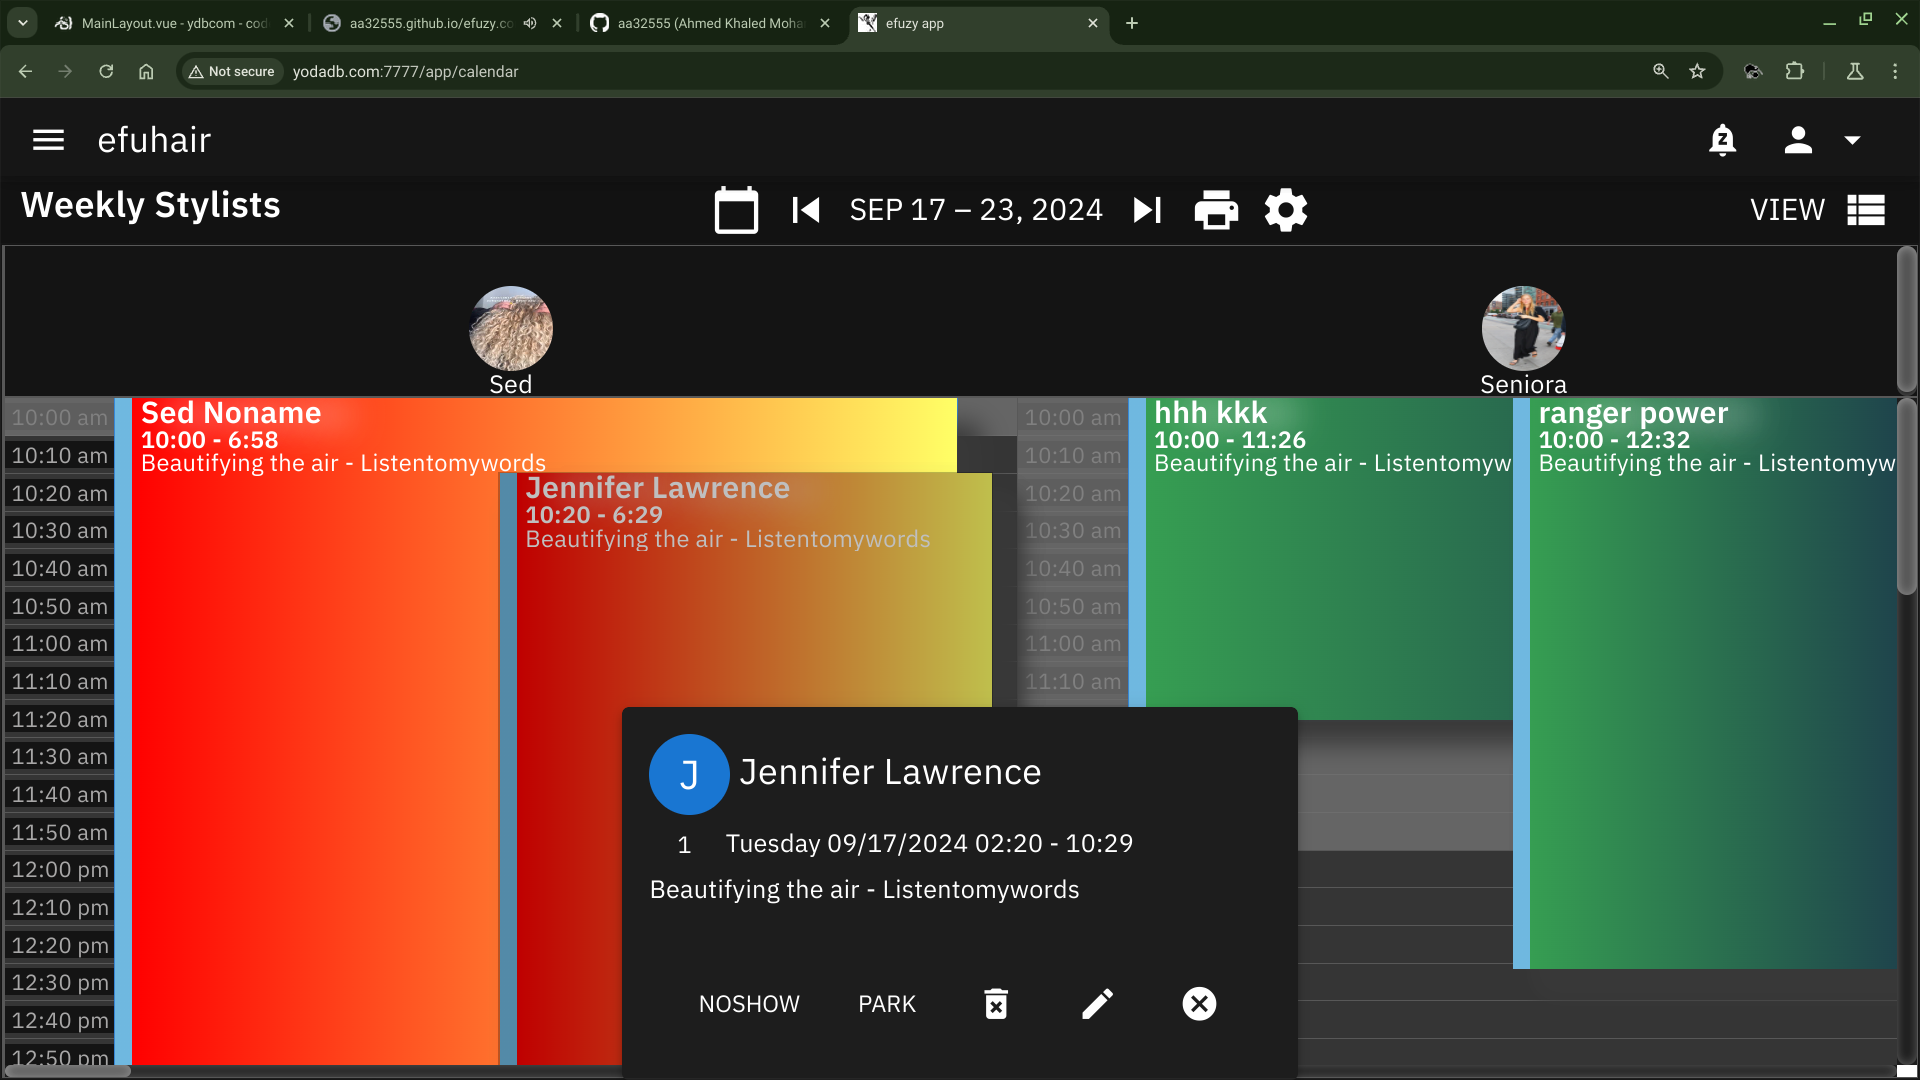 MainLayout.vue - ydbcom - cod
aa32555.github.io/efuzy.co
aa32555 (Ahmed Khaled Moha
efuzy app
Not secure
yodadb.com:7777/app/calendar
efuhair
Weekly Stylists
SEP 17 – 23, 2024
VIEW
Sed
Seniora
10:00 am
10:10 am
10:20 am
10:30 am
10:40 am
10:50 am
11:00 am
11:10 am
11:20 am
11:30 am
11:40 am
11:50 am
12:00 pm
12:10 pm
12:20 pm
12:30 pm
12:40 pm
12:50 pm
Sed Noname
10:00 - 6:58
Beautifying the air - Listentomywords
Jennifer Lawrence
10:20 - 6:29
Beautifying the air - Listentomywords
10:00 am
10:10 am
10:20 am
10:30 am
10:40 am
10:50 am
11:00 am
11:10 am
hhh kkk
10:00 - 11:26
Beautifying the air - Listentomyw
ranger power
10:00 - 12:32
Beautifying the air - Listentomyw
J
Jennifer Lawrence
1 Tuesday 09/17/2024 02:20 - 10:29
Beautifying the air - Listentomywords
NOSHOW PARK